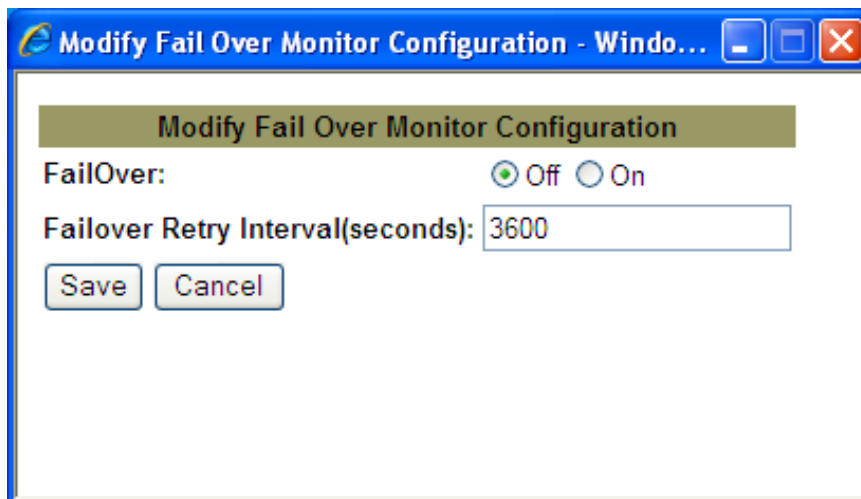 Modify Fail Over Monitor Configuration - Windo...
Modify Fail Over Monitor Configuration
FailOver: Off On
Failover Retry Interval(seconds): 3600
Save Cancel